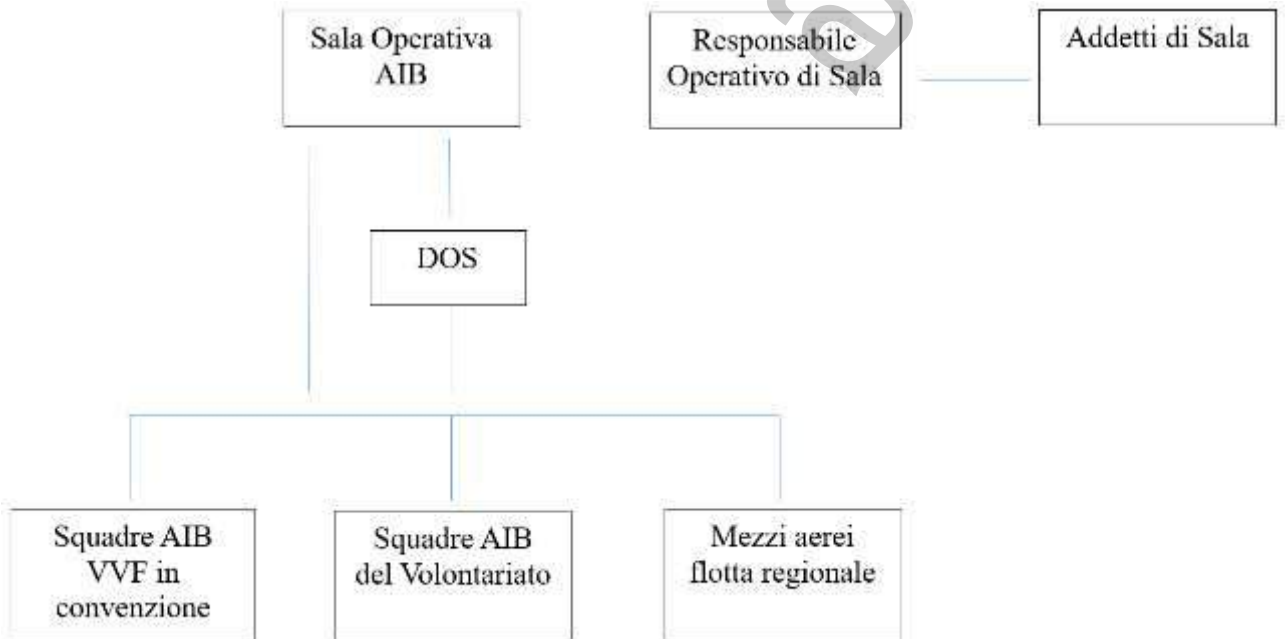 Sala Operativa
AIB
Responsabile
Operativo di Sala
Addetti di Sala
DOS
Squadre AIB
VVF in
convenzione
Squadre AIB
del Volontariato
Mezzi aerei
flotta regionale